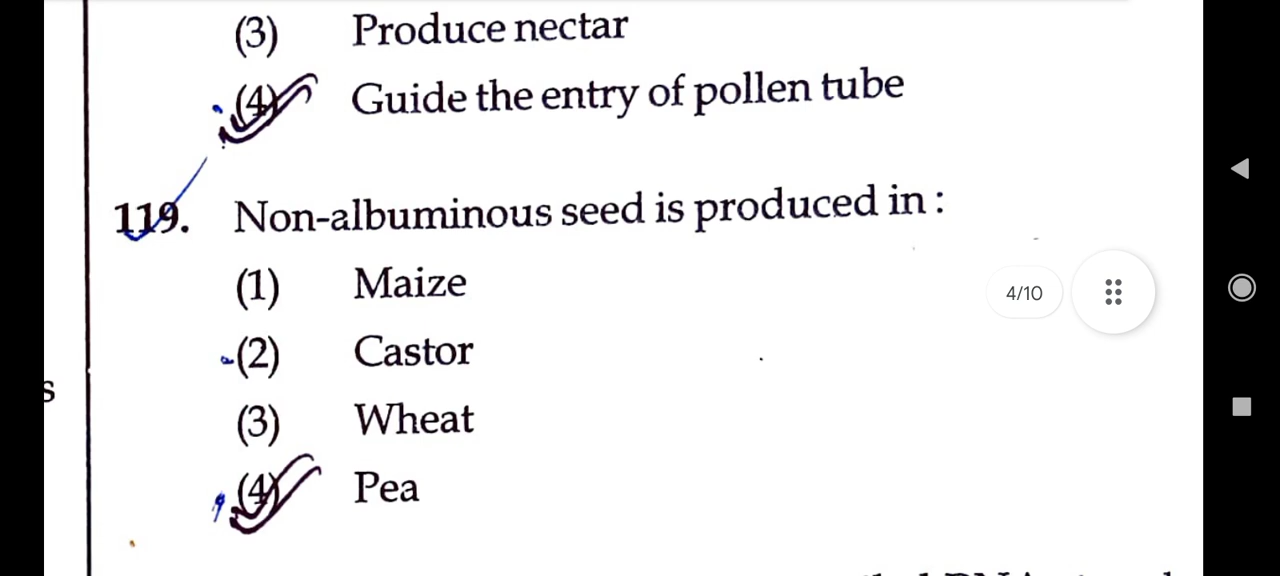 (3) Produce nectar
(4) Guide the entry of pollen tube
119. Non-albuminous seed is produced in :
(1) Maize
4/10
(2) Castor
s
(3) Wheat
(4) Pea